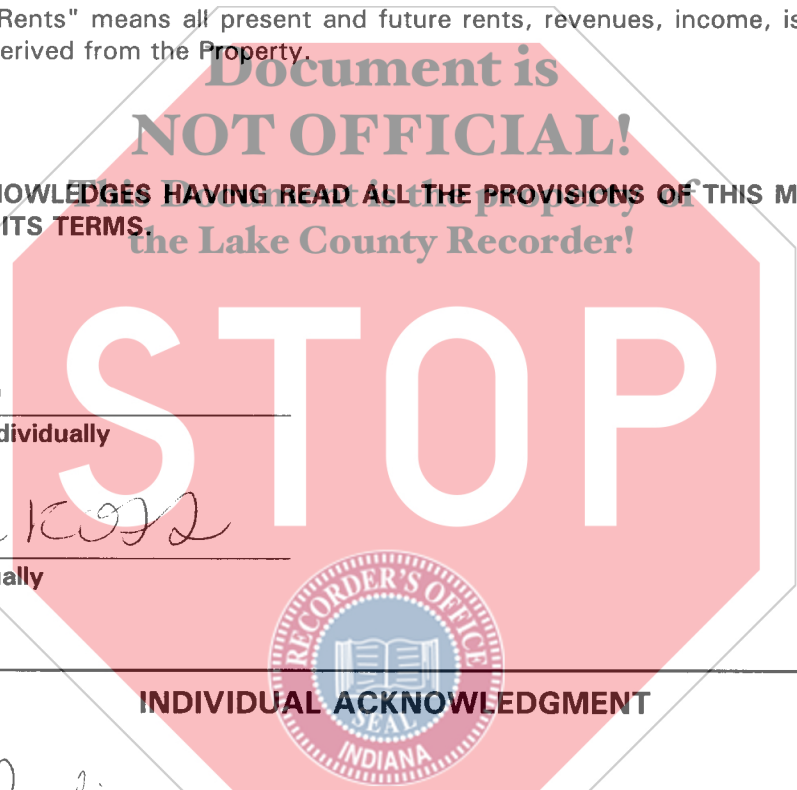 Rents" means all present and future rents, revenues, income, is
erived from the Property.
Document is
NOT OFFICIAL!
This Document is the property of
the Lake County Recorder!
NOWLEDGES HAVING READ ALL THE PROVISIONS OF THIS M
ITS TERMS.
STOP
dividually
ually
RECORDER'S OFFICE
SEAL
INDIANA
INDIVIDUAL ACKNOWLEDGMENT